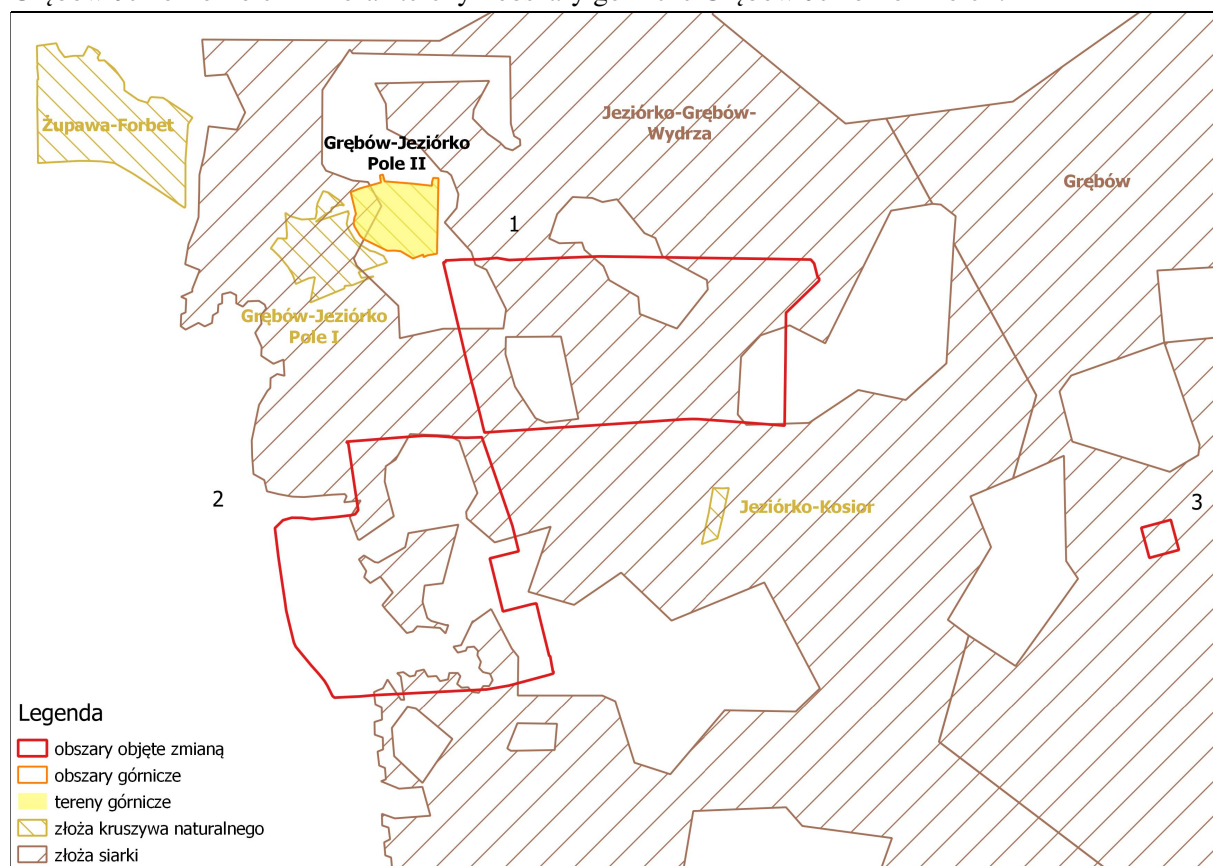 Żupawa-Forbet
Jeziórko-Grębów-
Wydrza
Grębów-Jeziórko
Pole II
Grębów
1
Grębów-Jeziórko
Pole I
2
Jeziórko-Kosior
3
Legenda
obszary objęte zmianą
obszary górnicze
tereny górnicze
złoża kruszywa naturalnego
złoża siarki